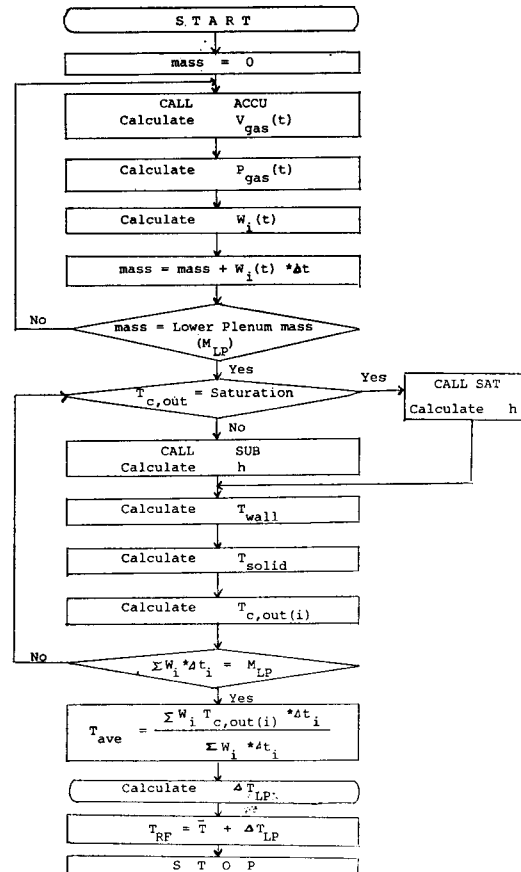 S T A R T
mass = 0
CALL ACCU
Calculate V_gas(t)
Calculate P_gas(t)
Calculate W_i(t)
mass = mass + W_i(t) *Δt
No
mass = Lower Plenum mass
(M_LP)
Yes
T_c,out = Saturation
Yes
CALL SAT
Calculate h
No
CALL SUB
Calculate h
Calculate T_wall
Calculate T_solid
Calculate T_c,out(i)
No
ΣW_i *Δt_i = M_LP
Yes
T_ave = ΣW_i T_c,out(i) *Δt_i / ΣW_i *Δt_i
Calculate ΔT_LP
T_RF = T̄ + ΔT_LP
S T O P